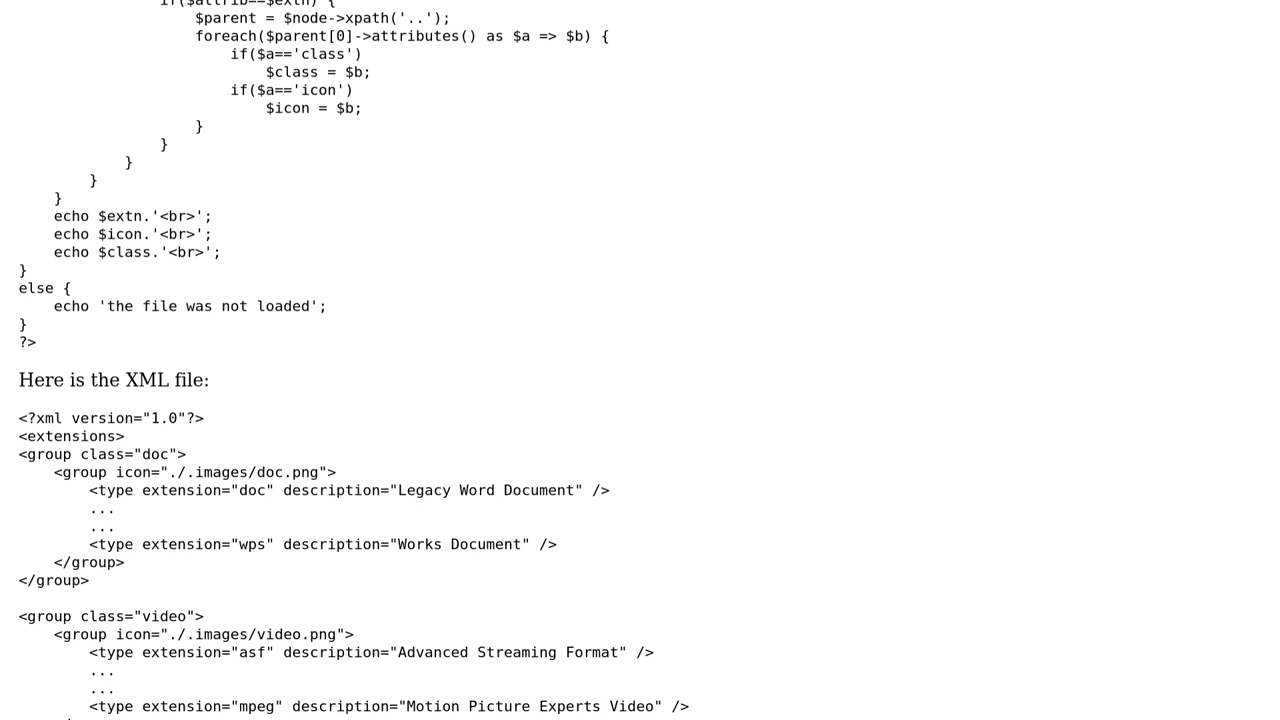 if($attrib==$extn) {
$parent = $node->xpath('..');
foreach($parent[0]->attributes() as $a => $b) {
if($a=='class')
$class = $b;
if($a=='icon')
$icon = $b;
}
}
}
}
}
echo $extn.'<br>';
echo $icon.'<br>';
echo $class.'<br>';
}
else {
echo 'the file was not loaded';
}
?>
Here is the XML file:
<?xml version="1.0"?>
<extensions>
<group class="doc">
<group icon="./.images/doc.png">
<type extension="doc" description="Legacy Word Document" />
...
...
<type extension="wps" description="Works Document" />
</group>
</group>
<group class="video">
<group icon="./.images/video.png">
<type extension="asf" description="Advanced Streaming Format" />
...
...
<type extension="mpeg" description="Motion Picture Experts Video" />